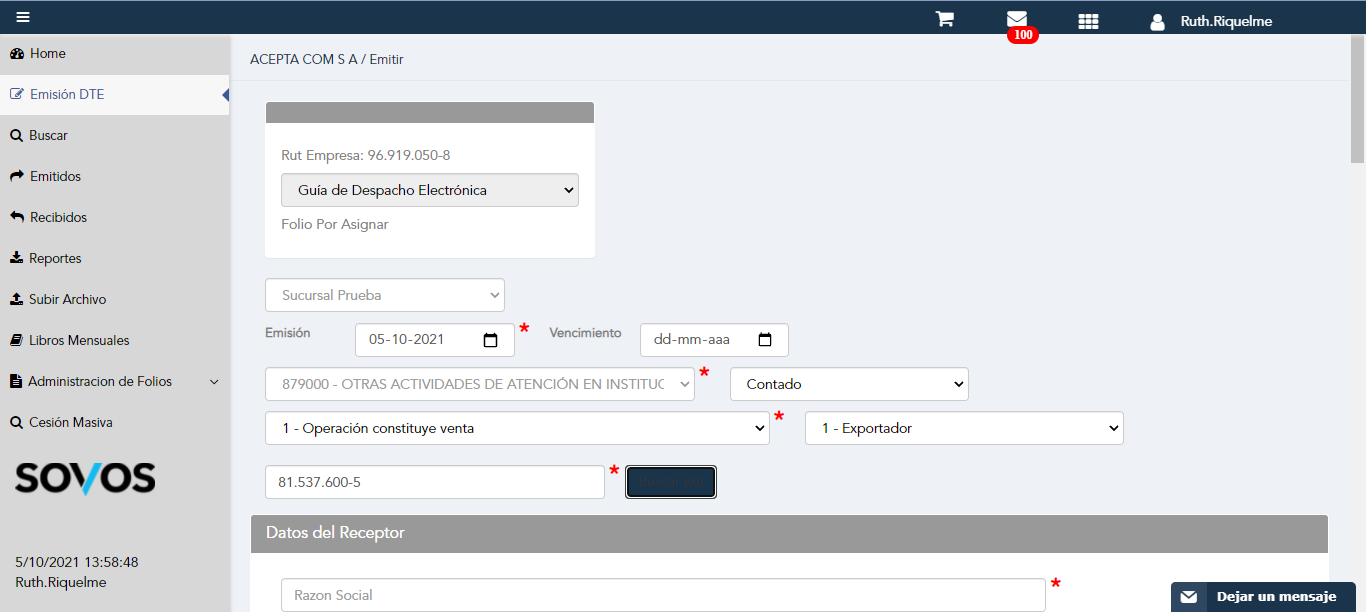 100
Ruth.Riquelme
Home
Emisión DTE
Buscar
Emitidos
Recibidos
Reportes
Subir Archivo
Libros Mensuales
Administracion de Folios
Cesión Masiva
SOVOS
5/10/2021 13:58:48
Ruth.Riquelme
ACEPTA COM S A / Emitir
Rut Empresa: 96.919.050-8
Guía de Despacho Electrónica
Folio Por Asignar
Sucursal Prueba
Emisión 05-10-2021 * Vencimiento dd-mm-aaa
879000 - OTRAS ACTIVIDADES DE ATENCIÓN EN INSTITUC * Contado
1 - Operación constituye venta * 1 - Exportador
81.537.600-5 *
Datos del Receptor
Razon Social *
Dejar un mensaje